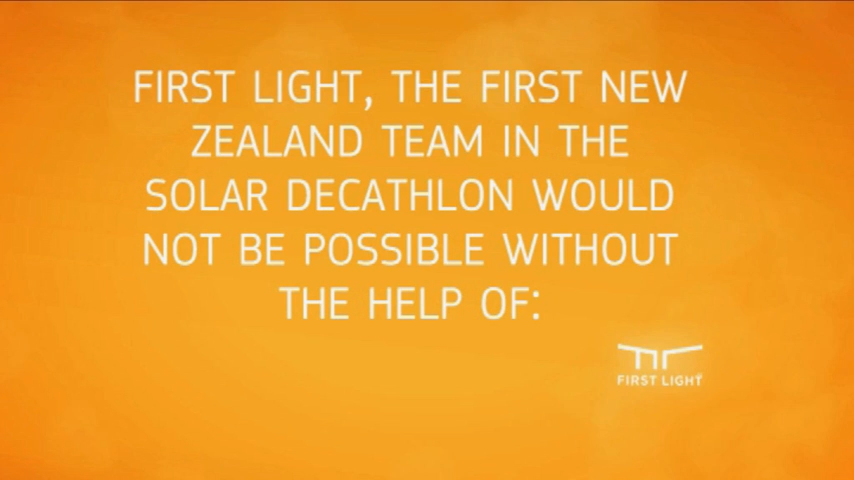 FIRST LIGHT, THE FIRST NEW
ZEALAND TEAM IN THE
SOLAR DECATHLON WOULD
NOT BE POSSIBLE WITHOUT
THE HELP OF:
FIRST LIGHT